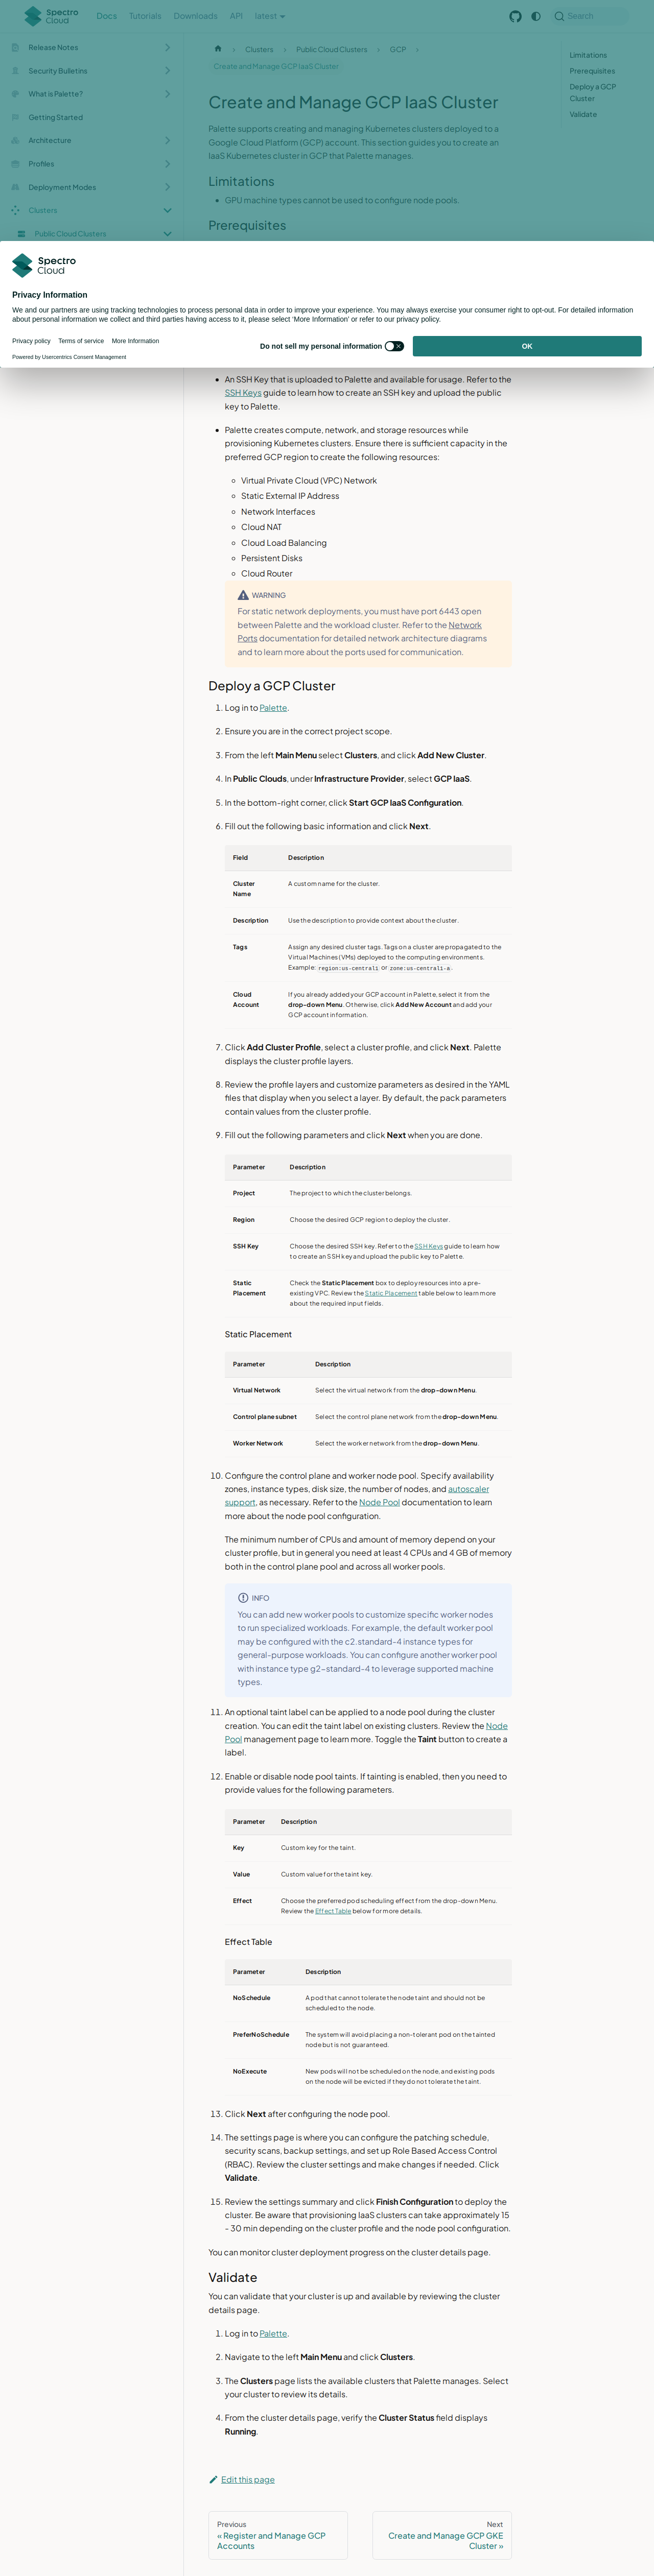 Spectro Cloud
Docs
Tutorials
Downloads
API
latest
Search
Release Notes
Security Bulletins
What is Palette?
Getting Started
Architecture
Profiles
Deployment Modes
Clusters
Public Cloud Clusters
Clusters
Public Cloud Clusters
GCP
Create and Manage GCP IaaS Cluster
Limitations
Prerequisites
Deploy a GCP
Cluster
Validate
Create and Manage GCP IaaS Cluster
Palette supports creating and managing Kubernetes clusters deployed to a
Google Cloud Platform (GCP) account. This section guides you to create an
IaaS Kubernetes cluster in GCP that Palette manages.
Limitations
GPU machine types cannot be used to configure node pools.
Prerequisites
Spectro
Cloud
Privacy Information
We and our partners are using tracking technologies to process personal data in order to improve your experience. You may always exercise your consumer right to opt-out. For detailed information
about personal information we collect and third parties having access to it, please select 'More Information' or refer to our privacy policy.
Privacy policy
Terms of service
More Information
Powered by Usercentrics Consent Management
Do not sell my personal information
OK
An SSH Key that is uploaded to Palette and available for usage. Refer to the
SSH Keys guide to learn how to create an SSH key and upload the public
key to Palette.
Palette creates compute, network, and storage resources while
provisioning Kubernetes clusters. Ensure there is sufficient capacity in the
preferred GCP region to create the following resources:
Virtual Private Cloud (VPC) Network
Static External IP Address
Network Interfaces
Cloud NAT
Cloud Load Balancing
Persistent Disks
Cloud Router
WARNING
For static network deployments, you must have port 6443 open
between Palette and the workload cluster. Refer to the Network
Ports documentation for detailed network architecture diagrams
and to learn more about the ports used for communication.
Deploy a GCP Cluster
1. Log in to Palette.
2. Ensure you are in the correct project scope.
3. From the left Main Menu select Clusters, and click Add New Cluster.
4. In Public Clouds, under Infrastructure Provider, select GCP IaaS.
5. In the bottom-right corner, click Start GCP IaaS Configuration.
6. Fill out the following basic information and click Next.
Field Description
Cluster
Name
A custom name for the cluster.
Description Use the description to provide context about the cluster.
Tags
Assign any desired cluster tags. Tags on a cluster are propagated to the
Virtual Machines (VMs) deployed to the computing environments.
Example: region:us-central1 or zone:us-central1-a.
Cloud
Account
If you already added your GCP account in Palette, select it from the
drop-down Menu. Otherwise, click Add New Account and add your
GCP account information.
7. Click Add Cluster Profile, select a cluster profile, and click Next. Palette
displays the cluster profile layers.
8. Review the profile layers and customize parameters as desired in the YAML
files that display when you select a layer. By default, the pack parameters
contain values from the cluster profile.
9. Fill out the following parameters and click Next when you are done.
Parameter Description
Project The project to which the cluster belongs.
Region Choose the desired GCP region to deploy the cluster.
SSH Key Choose the desired SSH key. Refer to the SSH Keys guide to learn how
to create an SSH key and upload the public key to Palette.
Static
Placement
Check the Static Placement box to deploy resources into a pre-
existing VPC. Review the Static Placement table below to learn more
about the required input fields.
Static Placement
Parameter Description
Virtual Network Select the virtual network from the drop-down Menu.
Control plane subnet Select the control plane network from the drop-down Menu.
Worker Network Select the worker network from the drop-down Menu.
10. Configure the control plane and worker node pool. Specify availability
zones, instance types, disk size, the number of nodes, and autoscaler
support, as necessary. Refer to the Node Pool documentation to learn
more about the node pool configuration.
The minimum number of CPUs and amount of memory depend on your
cluster profile, but in general you need at least 4 CPUs and 4 GB of memory
both in the control plane pool and across all worker pools.
INFO
You can add new worker pools to customize specific worker nodes
to run specialized workloads. For example, the default worker pool
may be configured with the c2.standard-4 instance types for
general-purpose workloads. You can configure another worker pool
with instance type g2-standard-4 to leverage supported machine
types.
11. An optional taint label can be applied to a node pool during the cluster
creation. You can edit the taint label on existing clusters. Review the Node
Pool management page to learn more. Toggle the Taint button to create a
label.
12. Enable or disable node pool taints. If tainting is enabled, then you need to
provide values for the following parameters.
Parameter Description
Key Custom key for the taint.
Value Custom value for the taint key.
Effect Choose the preferred pod scheduling effect from the drop-down Menu.
Review the Effect Table below for more details.
Effect Table
Parameter Description
NoSchedule A pod that cannot tolerate the node taint and should not be
scheduled to the node.
PreferNoSchedule The system will avoid placing a non-tolerant pod on the tainted
node but is not guaranteed.
NoExecute New pods will not be scheduled on the node, and existing pods
on the node will be evicted if they do not tolerate the taint.
13. Click Next after configuring the node pool.
14. The settings page is where you can configure the patching schedule,
security scans, backup settings, and set up Role Based Access Control
(RBAC). Review the cluster settings and make changes if needed. Click
Validate.
15. Review the settings summary and click Finish Configuration to deploy the
cluster. Be aware that provisioning IaaS clusters can take approximately 15
- 30 min depending on the cluster profile and the node pool configuration.
You can monitor cluster deployment progress on the cluster details page.
Validate
You can validate that your cluster is up and available by reviewing the cluster
details page.
1. Log in to Palette.
2. Navigate to the left Main Menu and click Clusters.
3. The Clusters page lists the available clusters that Palette manages. Select
your cluster to review its details.
4. From the cluster details page, verify the Cluster Status field displays
Running.
Edit this page
Previous
« Register and Manage GCP
Accounts
Next
Create and Manage GCP GKE
Cluster »